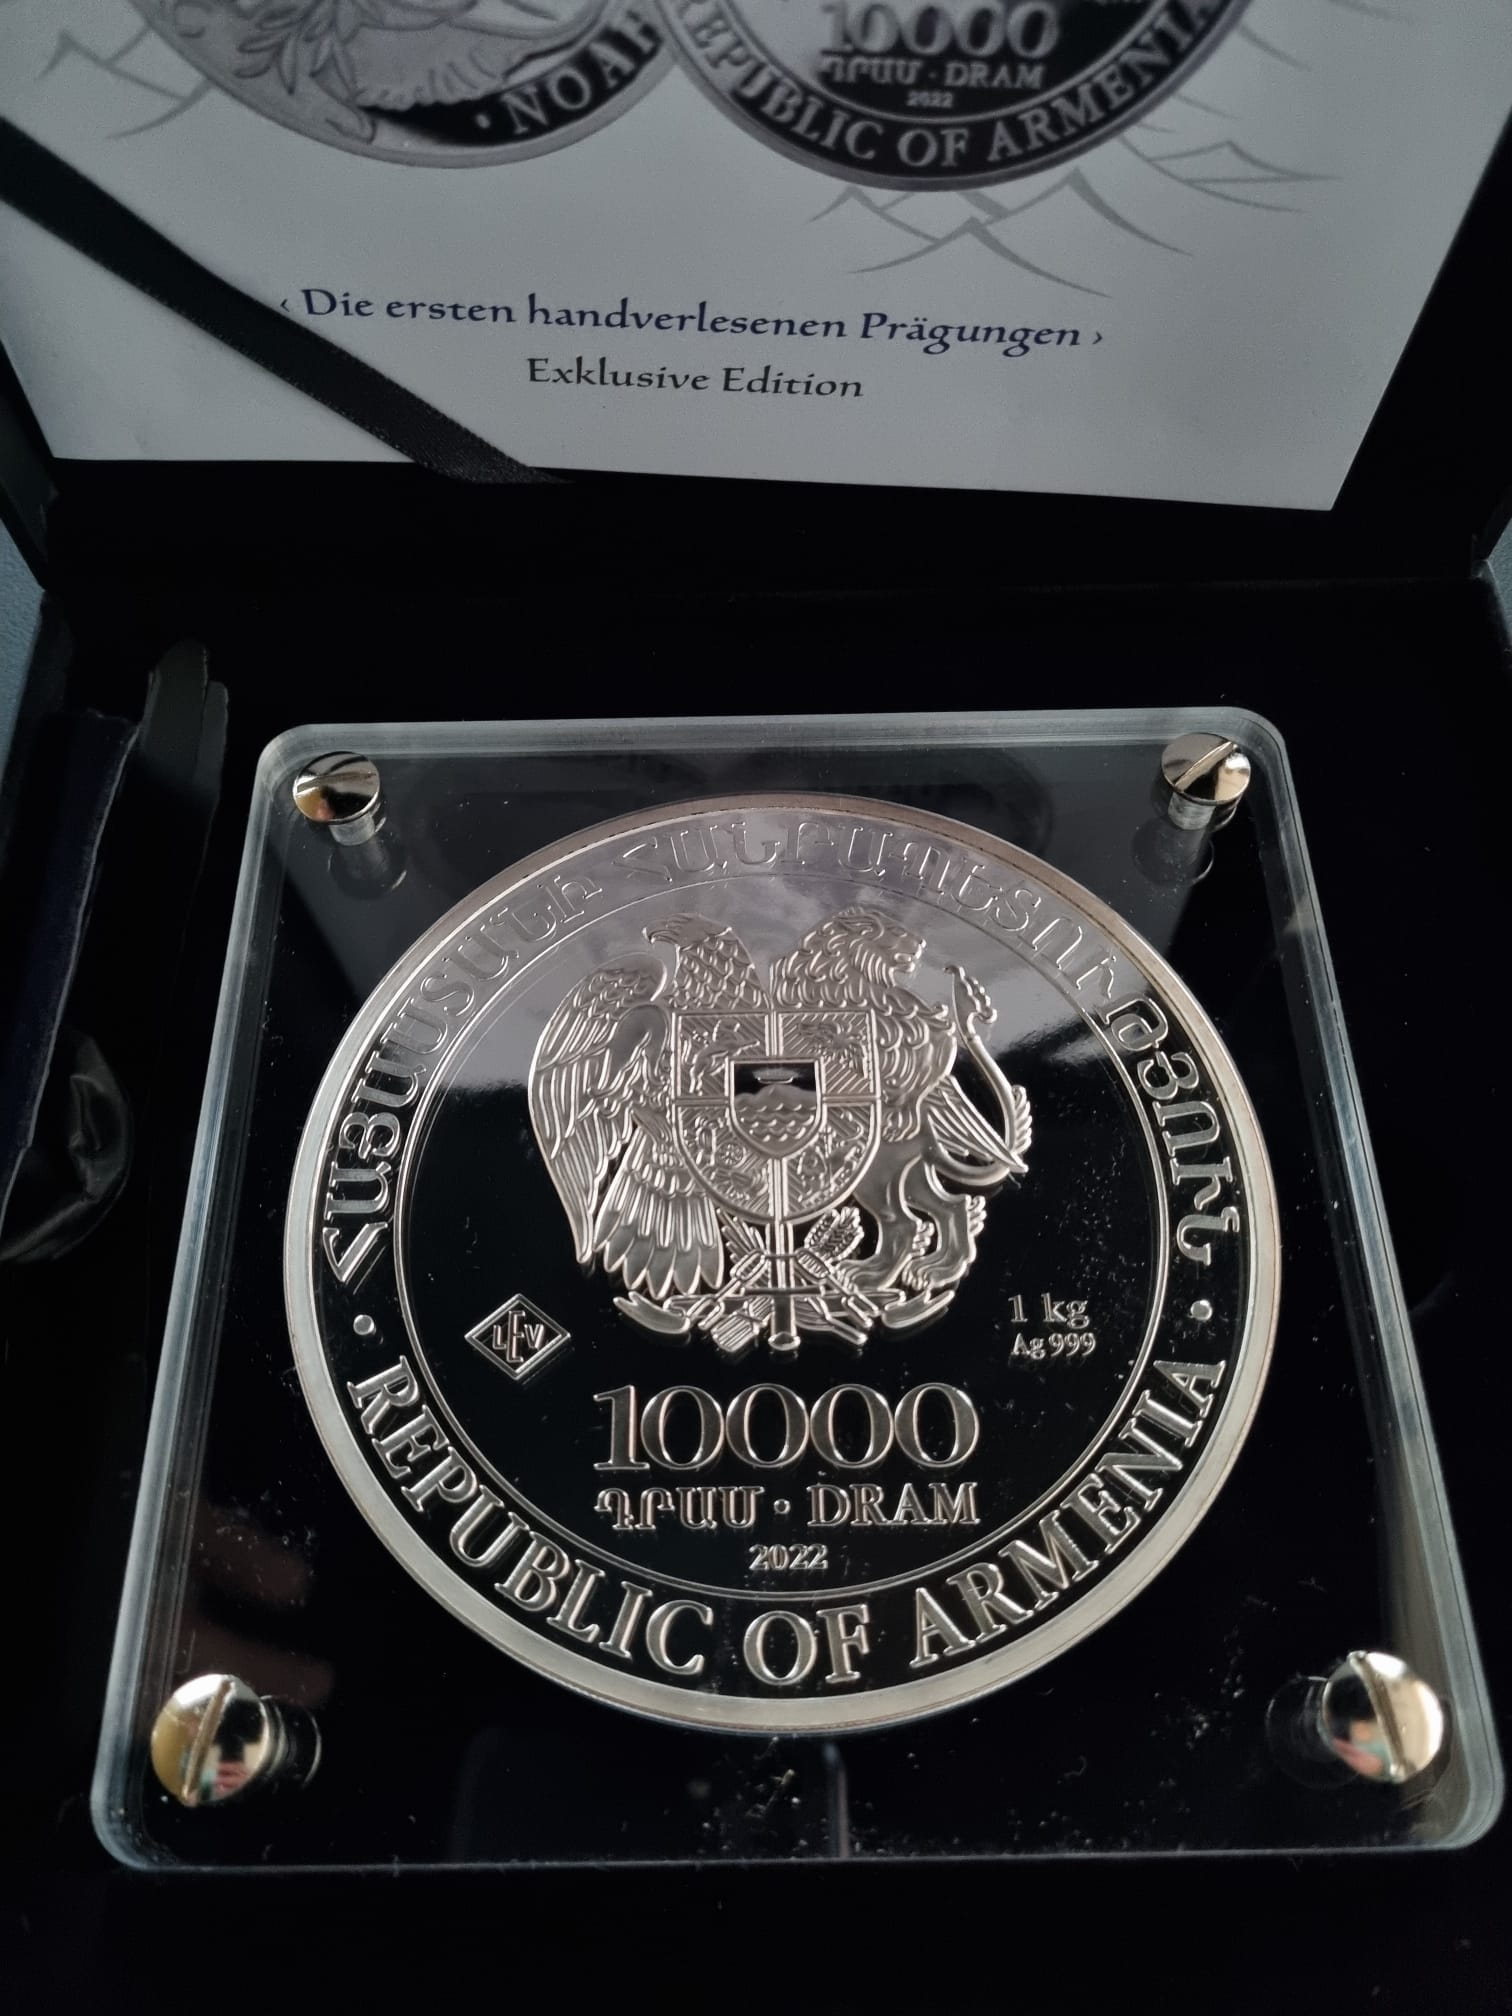 · NOAH
10000
ԴՐԱՄ · DRAM
2022
REPUBLIC OF ARMENIA
‹ Die ersten handverlesenen Prägungen ›
Exklusive Edition
ՀԱՅԱՍՏԱՆԻ ՀԱՆՐԱՊԵՏՈՒԹՅՈՒՆ
LEV
1 kg
Ag 999
10000
ԴՐԱՄ · DRAM
2022
· REPUBLIC OF ARMENIA ·